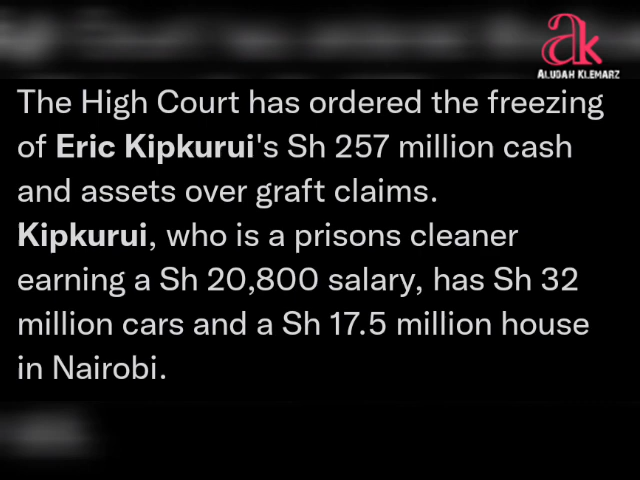 ak
ALUDAH KLEMARZ
The High Court has ordered the freezing
of Eric Kipkurui's Sh 257 million cash
and assets over graft claims.
Kipkurui, who is a prisons cleaner
earning a Sh 20,800 salary, has Sh 32
million cars and a Sh 17.5 million house
in Nairobi.